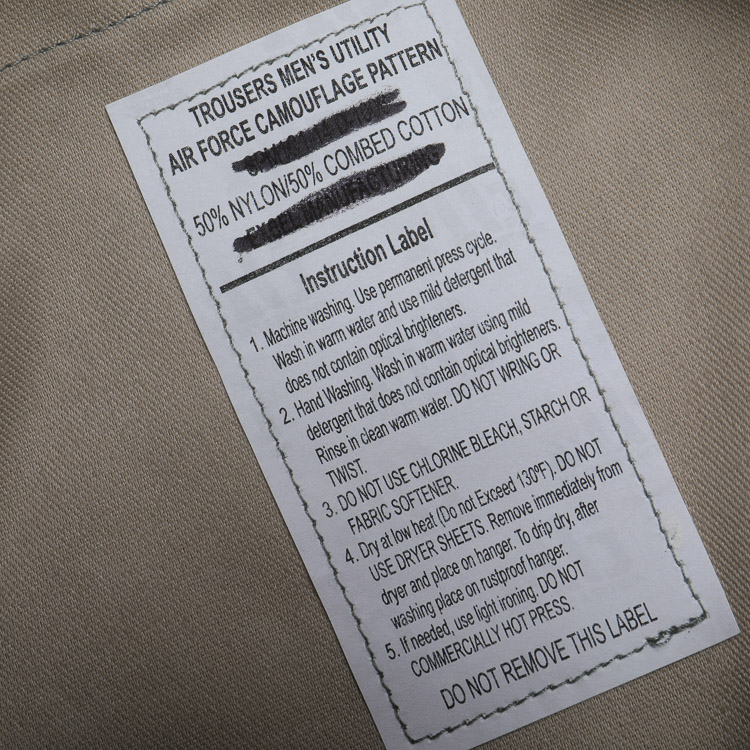 TROUSERS MEN'S UTILITY
AIR FORCE CAMOUFLAGE PATTERN
50% NYLON/50% COMBED COTTON
EXCEL MANUFACTURING
Instruction Label
1. Machine washing. Use permanent press cycle.
Wash in warm water and use mild detergent that
does not contain optical brighteners.
2. Hand Washing. Wash in warm water using mild
detergent that does not contain optical brighteners.
Rinse in clean warm water. DO NOT WRING OR
TWIST.
3. DO NOT USE CHLORINE BLEACH, STARCH OR
FABRIC SOFTENER.
4. Dry at low heat (Do not Exceed 130ºF). DO NOT
USE DRYER SHEETS. Remove immediately from
dryer and place on hanger. To drip dry, after
washing place on rustproof hanger.
5. If needed, use light ironing. DO NOT
COMMERCIALLY HOT PRESS.
DO NOT REMOVE THIS LABEL